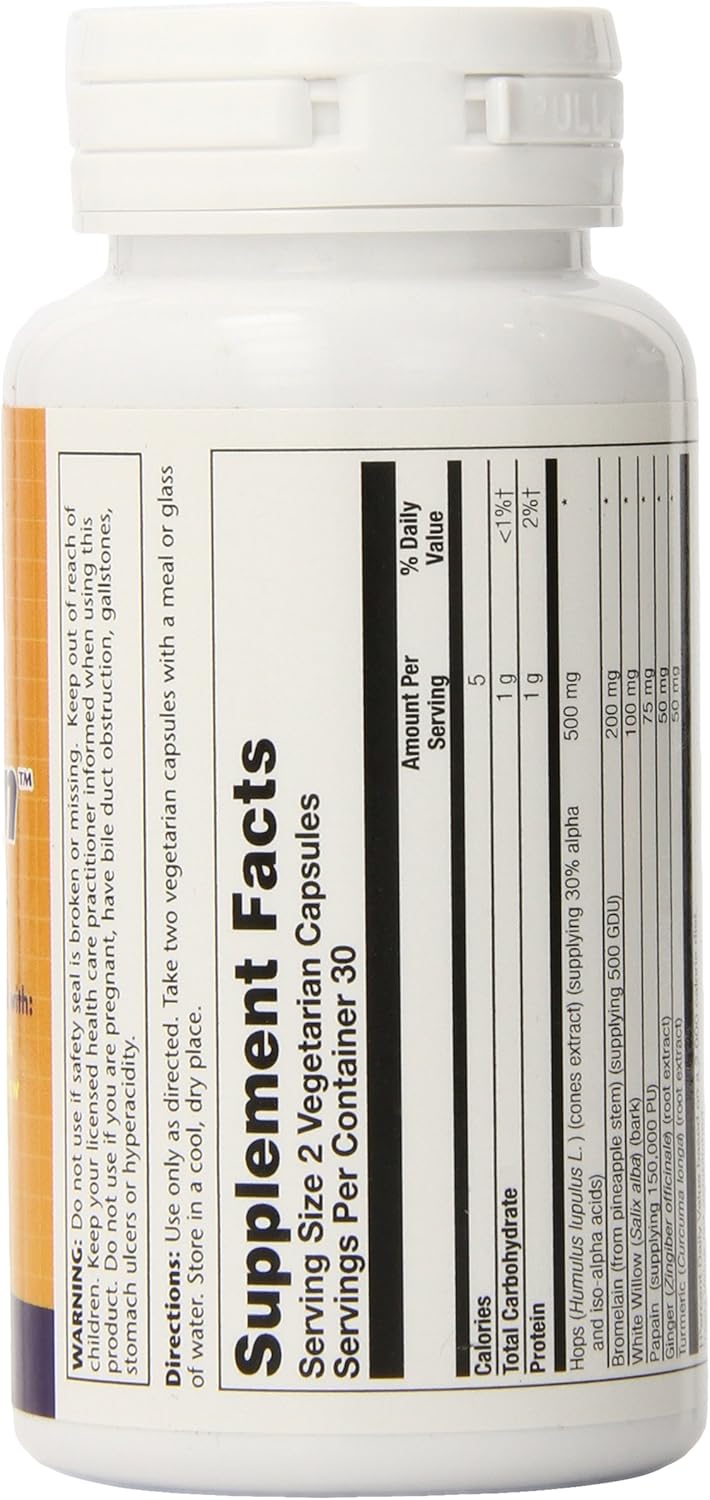 PULL
n™
with:
WARNING: Do not use if safety seal is broken or missing. Keep out of reach of
children. Keep your licensed health care practitioner informed when using this
product. Do not use if you are pregnant, have bile duct obstruction, gallstones,
stomach ulcers or hyperacidity.
Directions: Use only as directed. Take two vegetarian capsules with a meal or glass
of water. Store in a cool, dry place.
Supplement Facts
Serving Size 2 Vegetarian Capsules
Servings Per Container 30
Amount Per Serving % Daily Value
Calories 5
Total Carbohydrate 1 g <1%†
Protein 1 g 2%†
Hops (Humulus lupulus L.) (cones extract) (supplying 30% alpha
and iso-alpha acids) 500 mg *
Bromelain (from pineapple stem) (supplying 500 GDU) 200 mg *
White Willow (Salix alba) (bark) 100 mg *
Papain (supplying 150,000 PU) 75 mg *
Ginger (Zingiber officinale) (root extract) 50 mg *
Turmeric (Curcuma longa) (root extract) 50 mg *